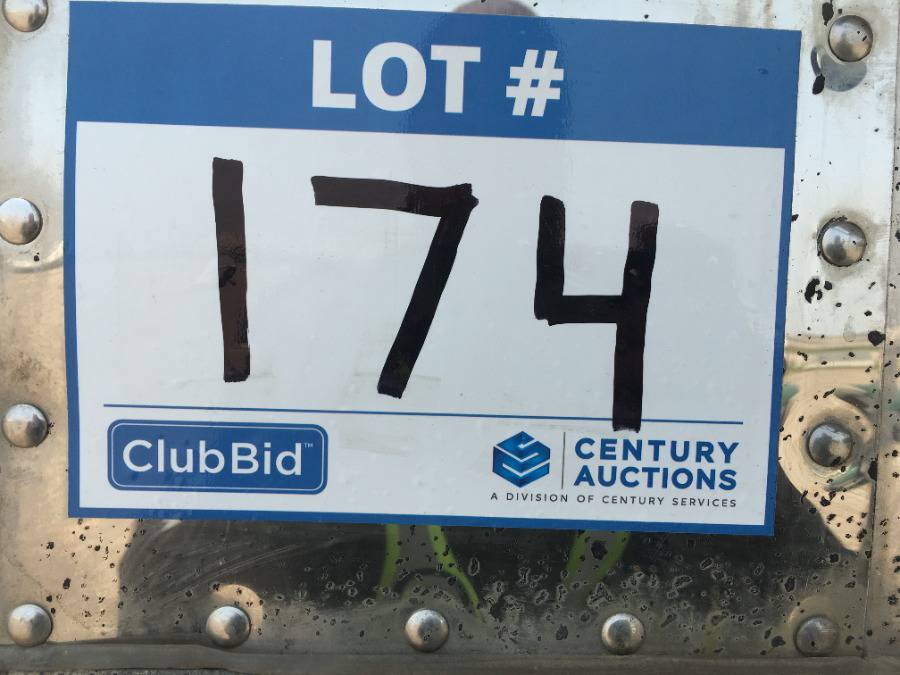 LOT #
174
ClubBid™
CENTURY
AUCTIONS
A DIVISION OF CENTURY SERVICES